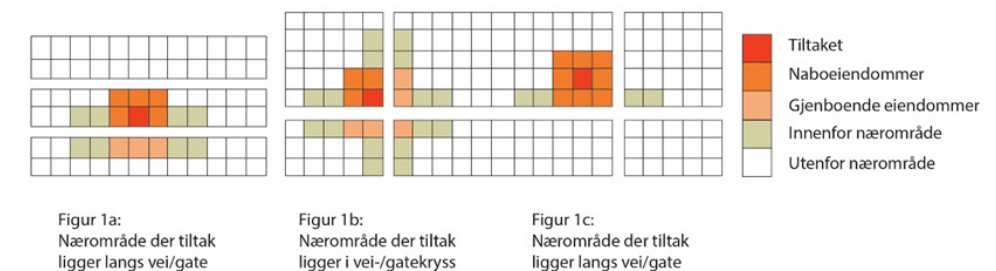 Tiltaket
Naboeiendommer
Gjenboende eiendommer
Innenfor nærområde
Utenfor nærområde
Figur 1a:
Nærområde der tiltak
ligger langs vei/gate
Figur 1b:
Nærområde der tiltak
ligger i vei-/gatekryss
Figur 1c:
Nærområde der tiltak
ligger langs vei/gate